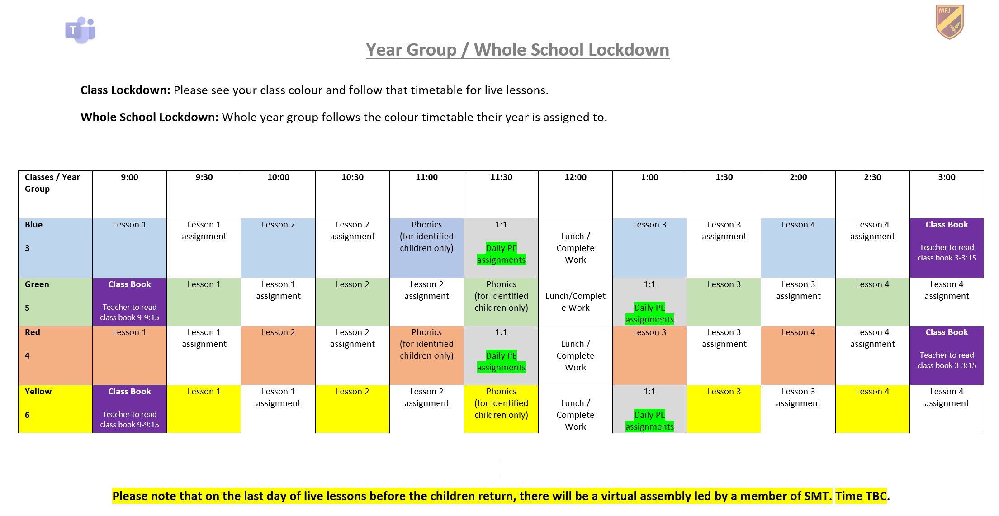 T
MFJ
Year Group / Whole School Lockdown
Class Lockdown: Please see your class colour and follow that timetable for live lessons.
Whole School Lockdown: Whole year group follows the colour timetable their year is assigned to.
Classes / Year Group 9:00 9:30 10:00 10:30 11:00 11:30 12:00 1:00 1:30 2:00 2:30 3:00
Blue 3 Lesson 1 Lesson 1 assignment Lesson 2 Lesson 2 assignment Phonics (for identified children only) 1:1 Daily PE assignments Lunch / Complete Work Lesson 3 Lesson 3 assignment Lesson 4 Lesson 4 assignment Class Book Teacher to read class book 3-3:15
Green 5 Class Book Teacher to read class book 9-9:15 Lesson 1 Lesson 1 assignment Lesson 2 Lesson 2 assignment Phonics (for identified children only) Lunch/Complete Work 1:1 Daily PE assignments Lesson 3 Lesson 3 assignment Lesson 4 Lesson 4 assignment
Red 4 Lesson 1 Lesson 1 assignment Lesson 2 Lesson 2 assignment Phonics (for identified children only) 1:1 Daily PE assignments Lunch / Complete Work Lesson 3 Lesson 3 assignment Lesson 4 Lesson 4 assignment Class Book Teacher to read class book 3-3:15
Yellow 6 Class Book Teacher to read class book 9-9:15 Lesson 1 Lesson 1 assignment Lesson 2 Lesson 2 assignment Phonics (for identified children only) Lunch / Complete Work 1:1 Daily PE assignments Lesson 3 Lesson 3 assignment Lesson 4 Lesson 4 assignment
Please note that on the last day of live lessons before the children return, there will be a virtual assembly led by a member of SMT. Time TBC.